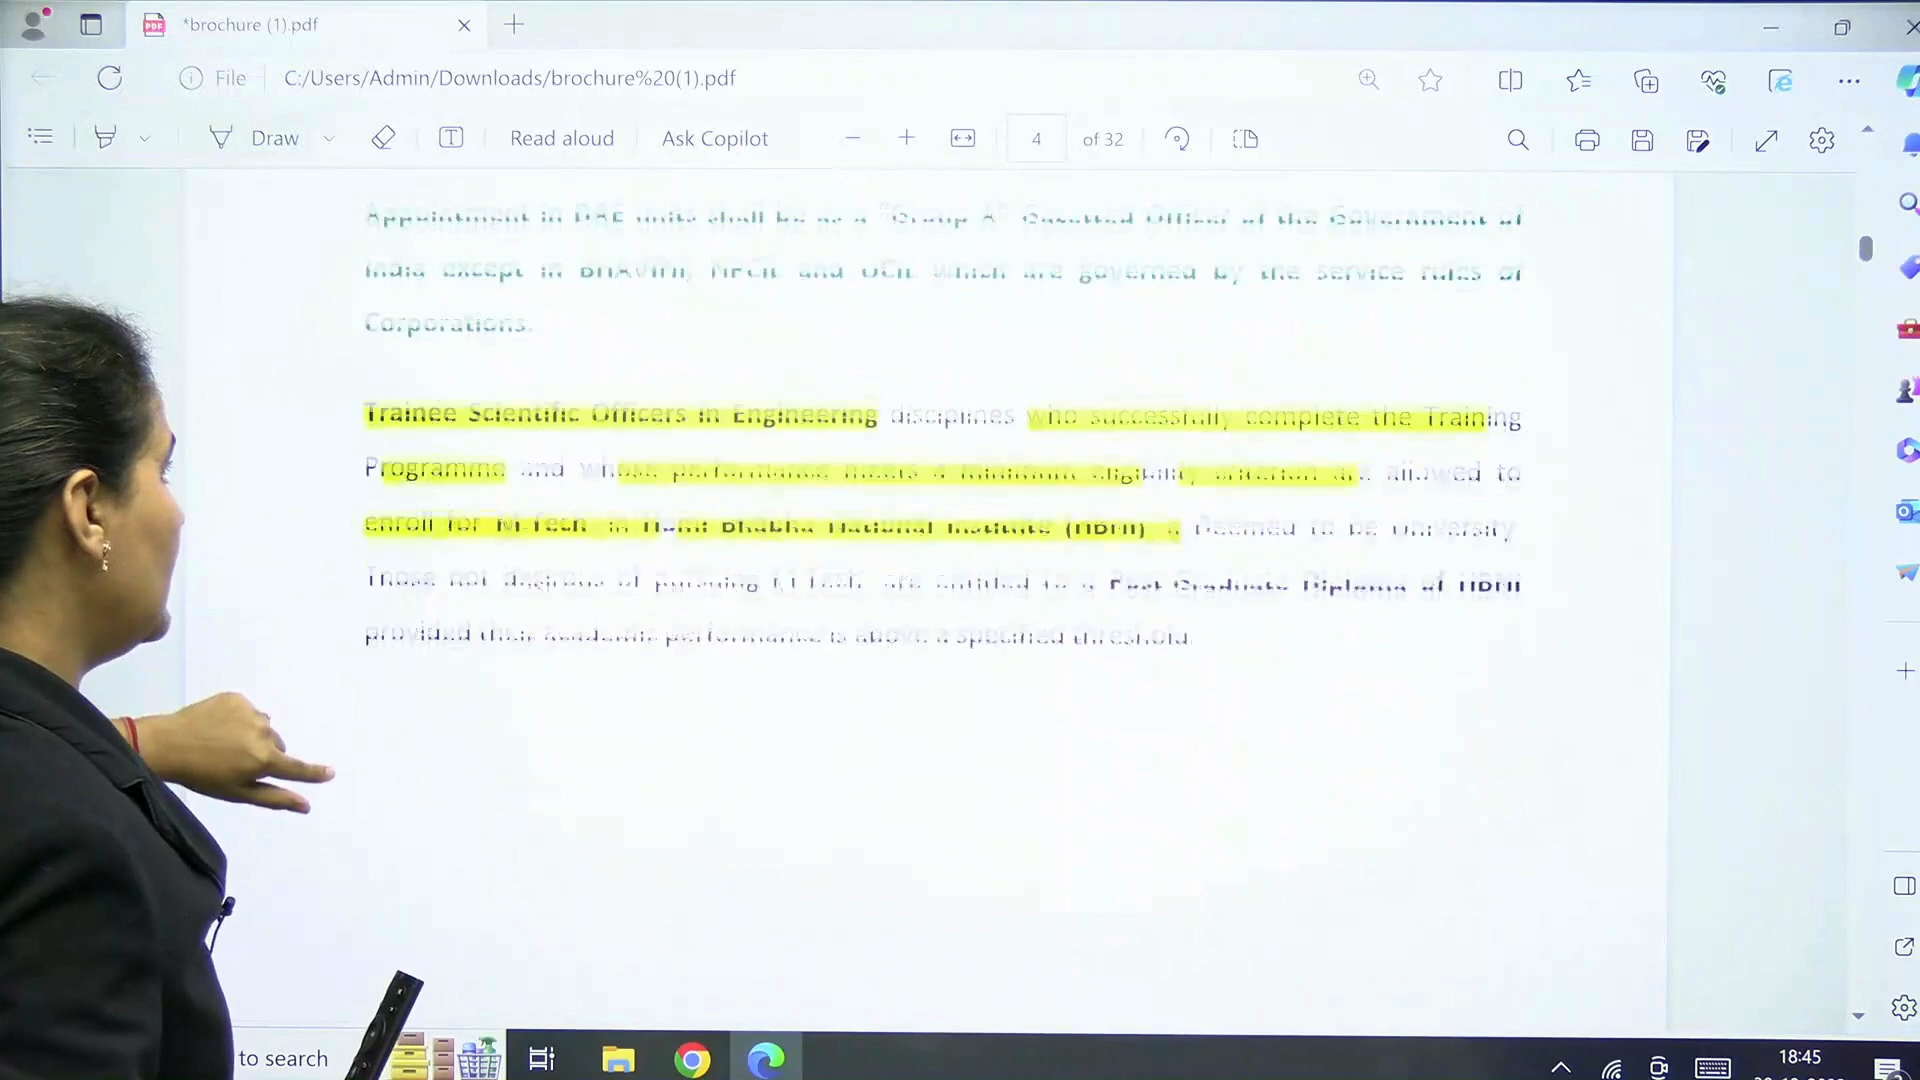 *brochure (1).pdf
File C:/Users/Admin/Downloads/brochure%20(1).pdf
Draw Read aloud Ask Copilot 4 of 32
Appointment in DAE units shall be as a "Group A" Gazetted Officer of the Government of
India except in BHAVINI, NPCIL and UCIL which are governed by the service rules of
Corporations.
Trainee Scientific Officers in Engineering disciplines who successfully complete the Training
Programme and whose performance meets a minimum eligibility criterion are allowed to
enroll for M.Tech. in Homi Bhabha National Institute (HBNI) a Deemed to be University.
Those not desirous of pursuing M.Tech. are entitled to a Post Graduate Diploma of HBNI
provided their academic performance is above a specified threshold.
to search
18:45